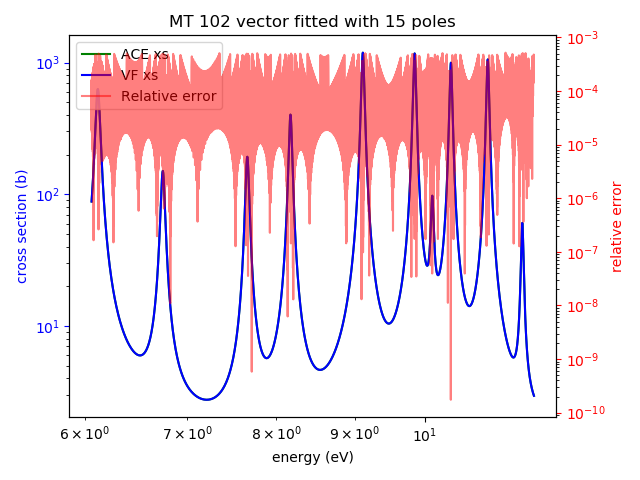 MT 102 vector fitted with 15 poles
ACE xs
VF xs
Relative error
cross section (b)
10³
10²
10¹
relative error
10⁻³
10⁻⁴
10⁻⁵
10⁻⁶
10⁻⁷
10⁻⁸
10⁻⁹
10⁻¹⁰
6 × 10⁰ 7 × 10⁰ 8 × 10⁰ 9 × 10⁰ 10¹
energy (eV)